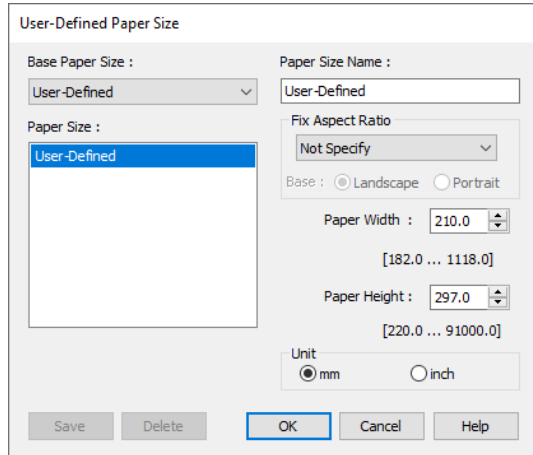 User-Defined Paper Size
Base Paper Size :
User-Defined
Paper Size :
User-Defined
Paper Size Name :
User-Defined
Fix Aspect Ratio
Not Specify
Base : Landscape Portrait
Paper Width : 210.0
[182.0 ... 1118.0]
Paper Height : 297.0
[220.0 ... 91000.0]
Unit
mm inch
Save Delete OK Cancel Help